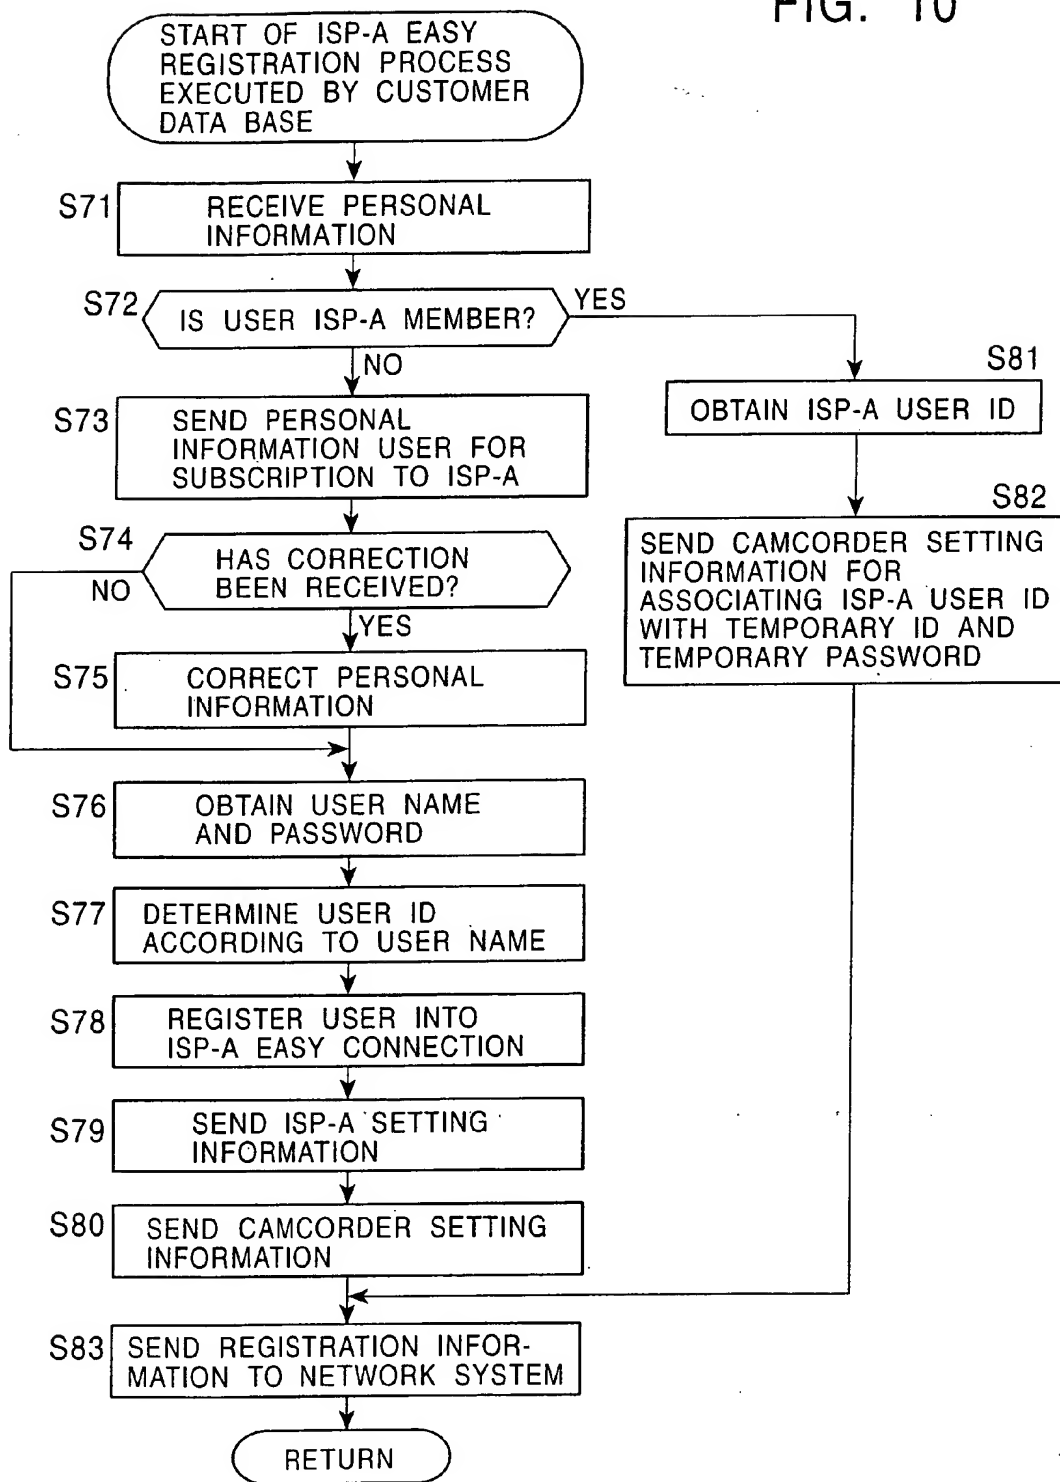 FIG. 10
START OF ISP-A EASY
REGISTRATION PROCESS
EXECUTED BY CUSTOMER
DATA BASE
S71
RECEIVE PERSONAL
INFORMATION
S72
IS USER ISP-A MEMBER?
YES
NO
S81
OBTAIN ISP-A USER ID
S73
SEND PERSONAL
INFORMATION USER FOR
SUBSCRIPTION TO ISP-A
S82
SEND CAMCORDER SETTING
INFORMATION FOR
ASSOCIATING ISP-A USER ID
WITH TEMPORARY ID AND
TEMPORARY PASSWORD
S74
HAS CORRECTION
BEEN RECEIVED?
NO
YES
S75
CORRECT PERSONAL
INFORMATION
S76
OBTAIN USER NAME
AND PASSWORD
S77
DETERMINE USER ID
ACCORDING TO USER NAME
S78
REGISTER USER INTO
ISP-A EASY CONNECTION
S79
SEND ISP-A SETTING
INFORMATION
S80
SEND CAMCORDER SETTING
INFORMATION
S83
SEND REGISTRATION INFOR-
MATION TO NETWORK SYSTEM
RETURN